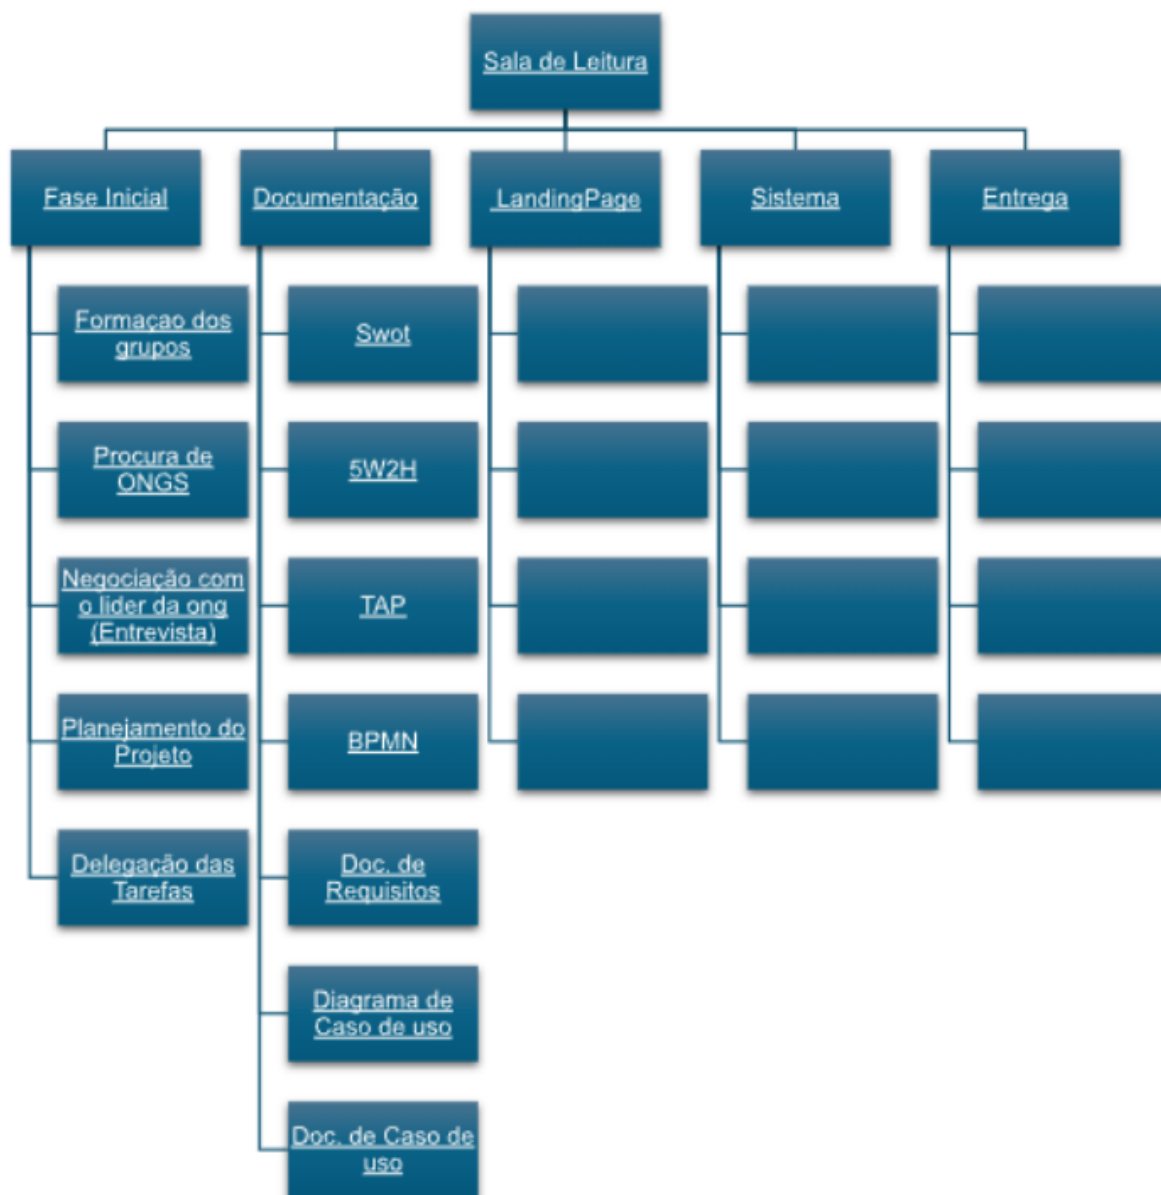 Sala de Leitura
Fase Inicial
Documentação
LandingPage
Sistema
Entrega
Formaçao dos
grupos
Procura de
ONGS
Negociação com
o lider da ong
(Entrevista)
Planejamento do
Projeto
Delegação das
Tarefas
Swot
5W2H
TAP
BPMN
Doc. de
Requisitos
Diagrama de
Caso de uso
Doc. de Caso de
uso